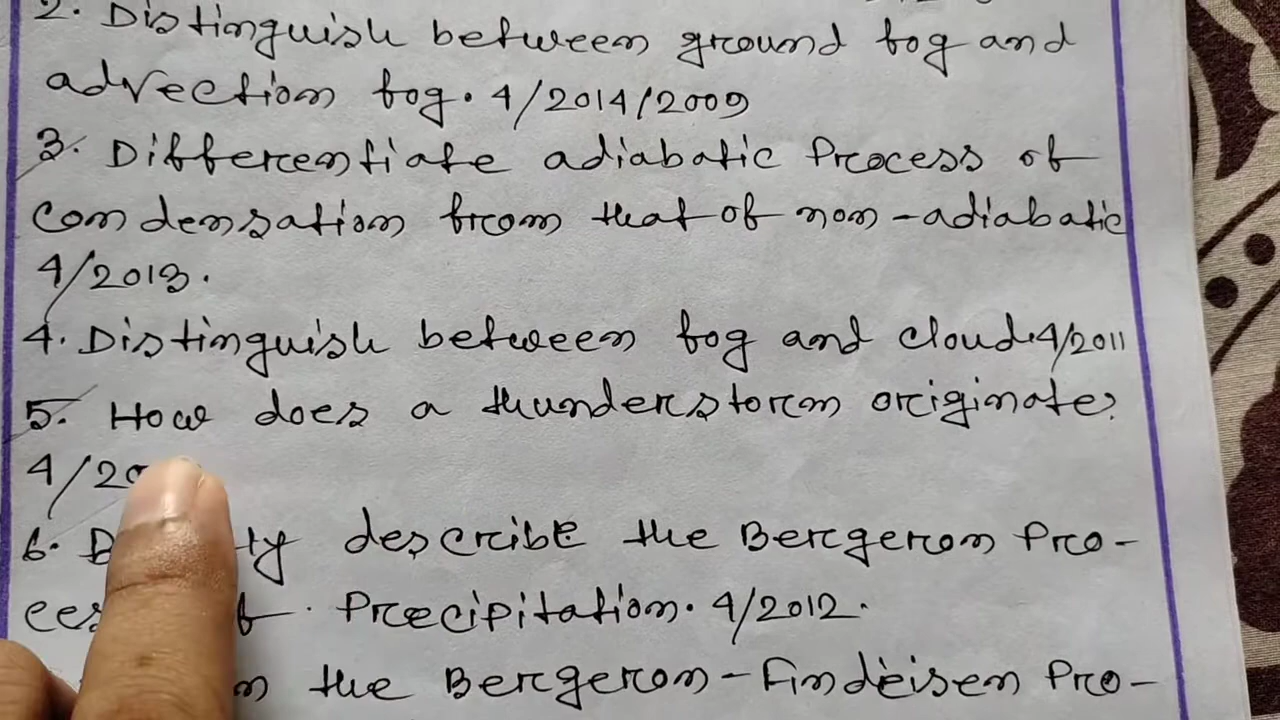 2. Distinguish between ground fog and
advection fog. 4/2014/2009
3. Differentiate adiabatic Process of
Condensation from that of non-adiabatic
4/2013.
4. Distinguish between fog and cloud. 4/2011
5. How does a thunderstorm originate?
4/20
6. describe the Bergeron Pro-
of Precipitation. 4/2012.
the Bergeron-Findeisen Pro-